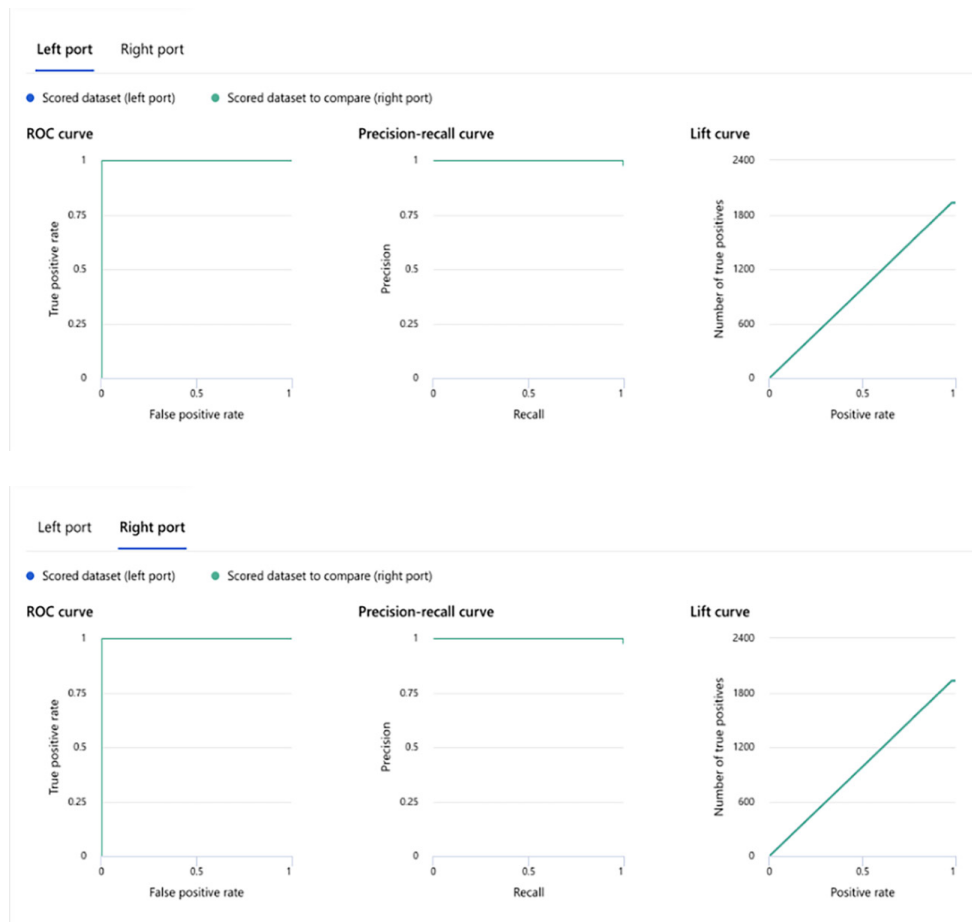 Left port Right port
Scored dataset (left port) Scored dataset to compare (right port)
ROC curve Precision-recall curve Lift curve
True positive rate
1
0.75
0.5
0.25
0
0 0.5 1
False positive rate
Precision
1
0.75
0.5
0.25
0
0 0.5 1
Recall
Number of true positives
2400
1800
1200
600
0
0 0.5 1
Positive rate
Left port Right port
Scored dataset (left port) Scored dataset to compare (right port)
ROC curve Precision-recall curve Lift curve
True positive rate
1
0.75
0.5
0.25
0
0 0.5 1
False positive rate
Precision
1
0.75
0.5
0.25
0
0 0.5 1
Recall
Number of true positives
2400
1800
1200
600
0
0 0.5 1
Positive rate